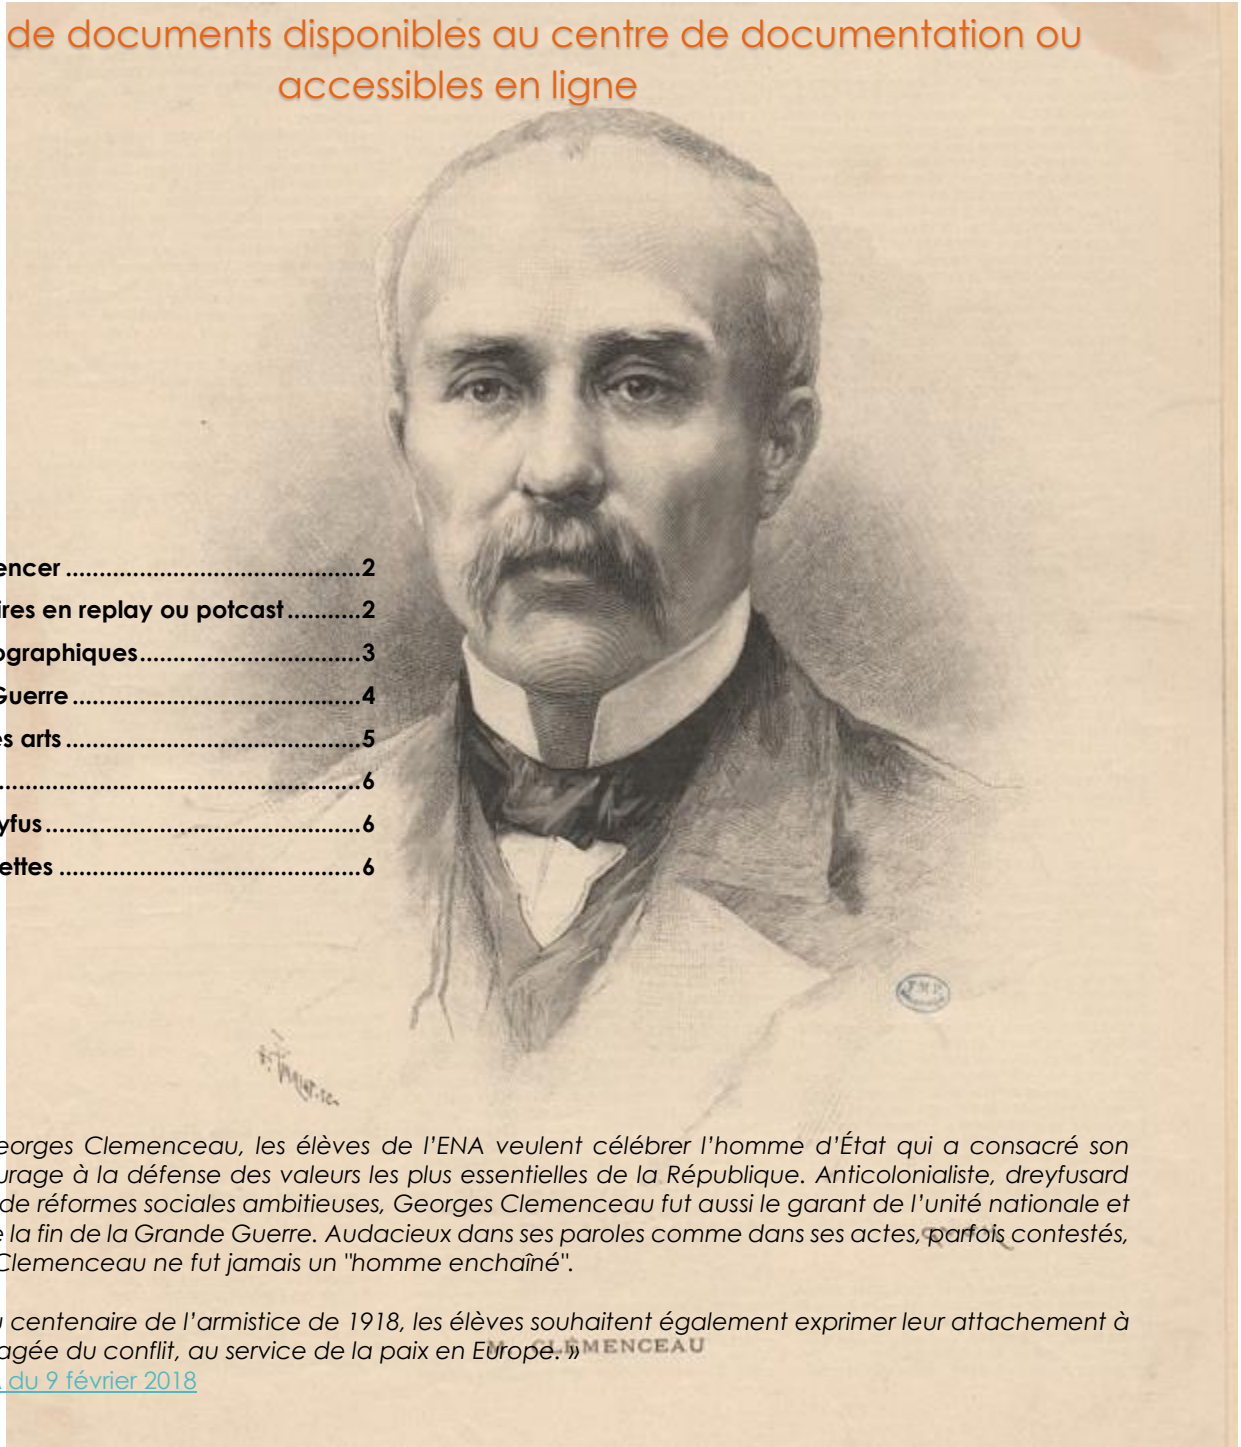 de documents disponibles au centre de documentation ou
accessibles en ligne
encer ............................................2
ires en replay ou potcast...........2
ographiques.................................3
Guerre ...........................................4
es arts ............................................5
.....................................................6
yfus...............................................6
ettes .............................................6
eorges Clemenceau, les élèves de l’ENA veulent célébrer l’homme d’État qui a consacré son
urage à la défense des valeurs les plus essentielles de la République. Anticolonialiste, dreyfusard
de réformes sociales ambitieuses, Georges Clemenceau fut aussi le garant de l’unité nationale et
e la fin de la Grande Guerre. Audacieux dans ses paroles comme dans ses actes, parfois contestés,
Clemenceau ne fut jamais un "homme enchaîné".
u centenaire de l’armistice de 1918, les élèves souhaitent également exprimer leur attachement à
agée du conflit, au service de la paix en Europe. »
M. CLÉMENCEAU
. du 9 février 2018